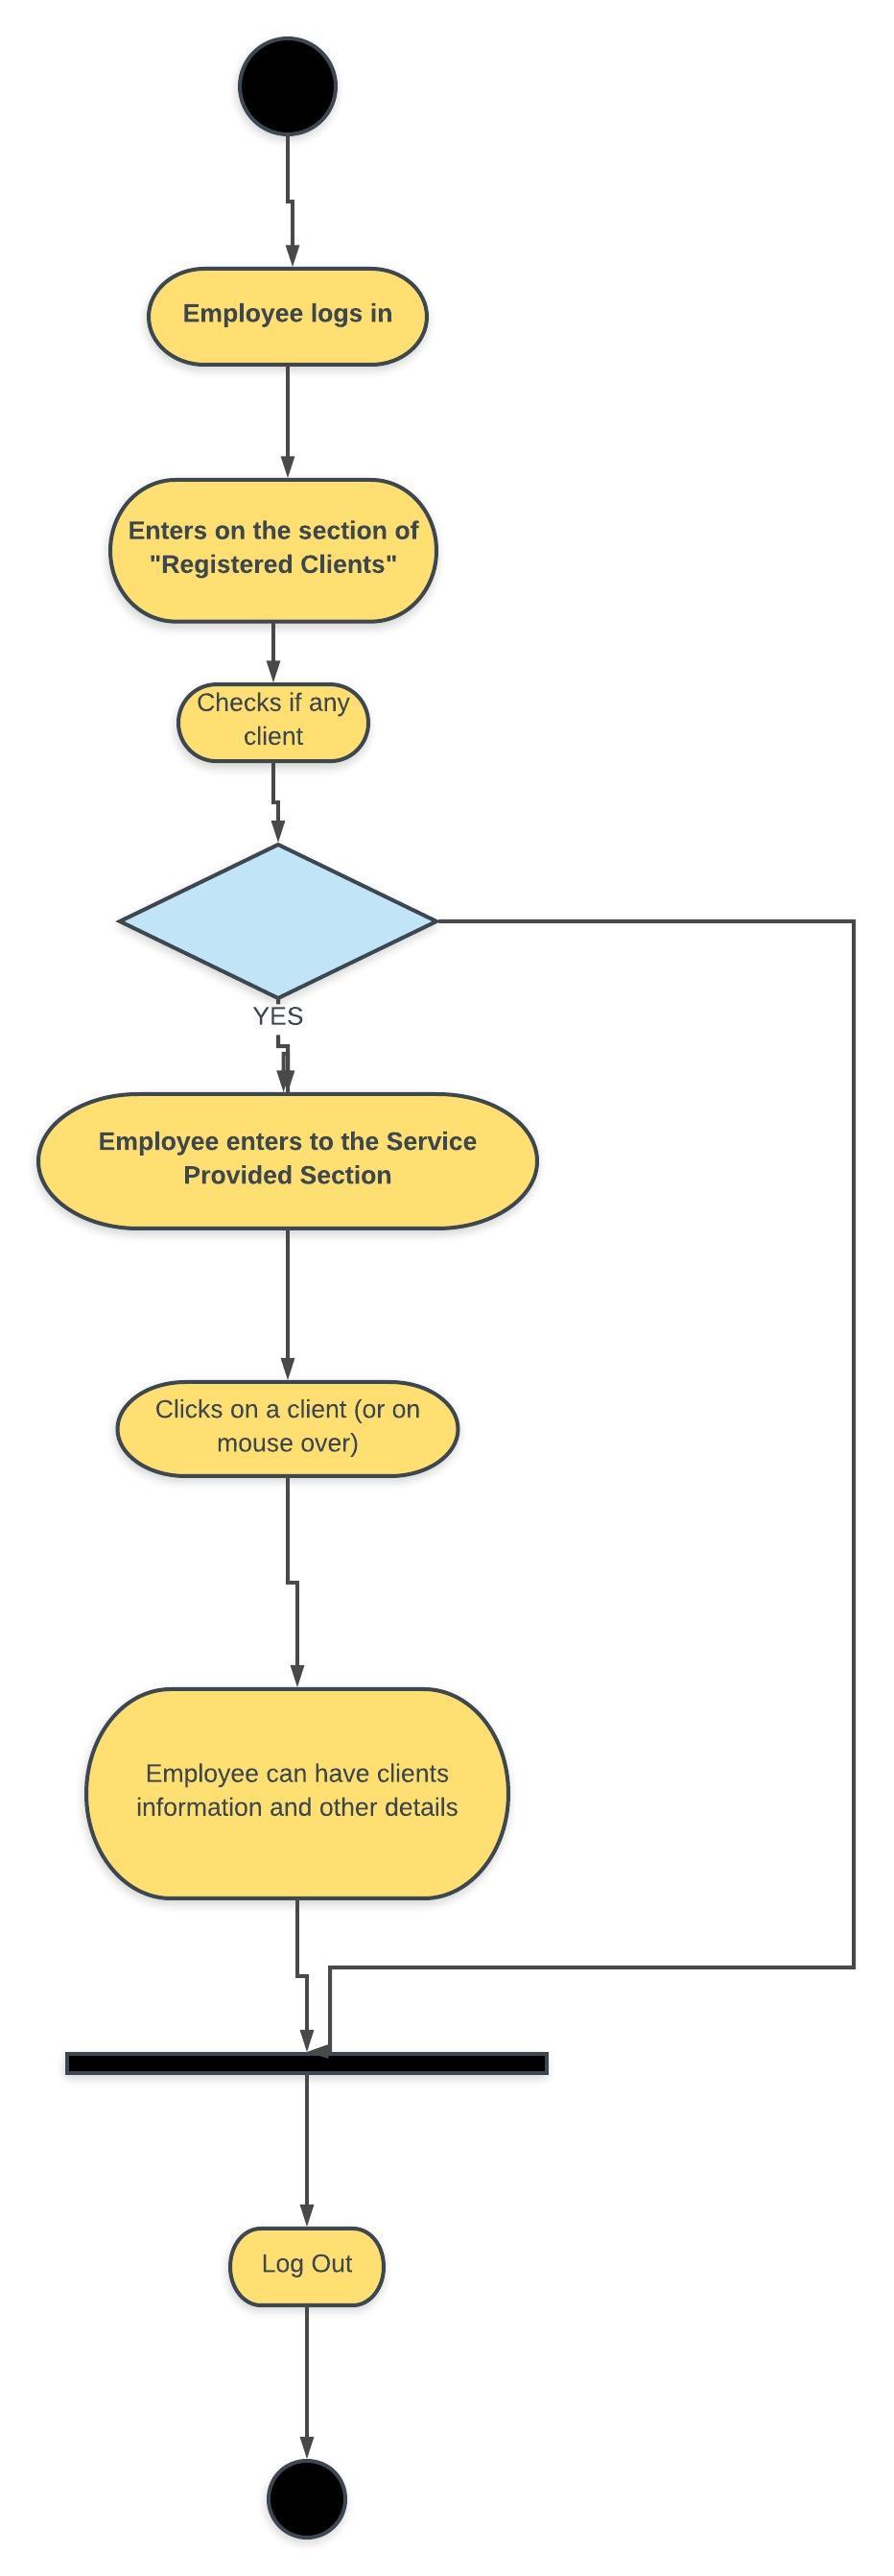 Employee logs in
Enters on the section of
"Registered Clients"
Checks if any
client
YES
Employee enters to the Service
Provided Section
Clicks on a client (or on
mouse over)
Employee can have clients
information and other details
Log Out